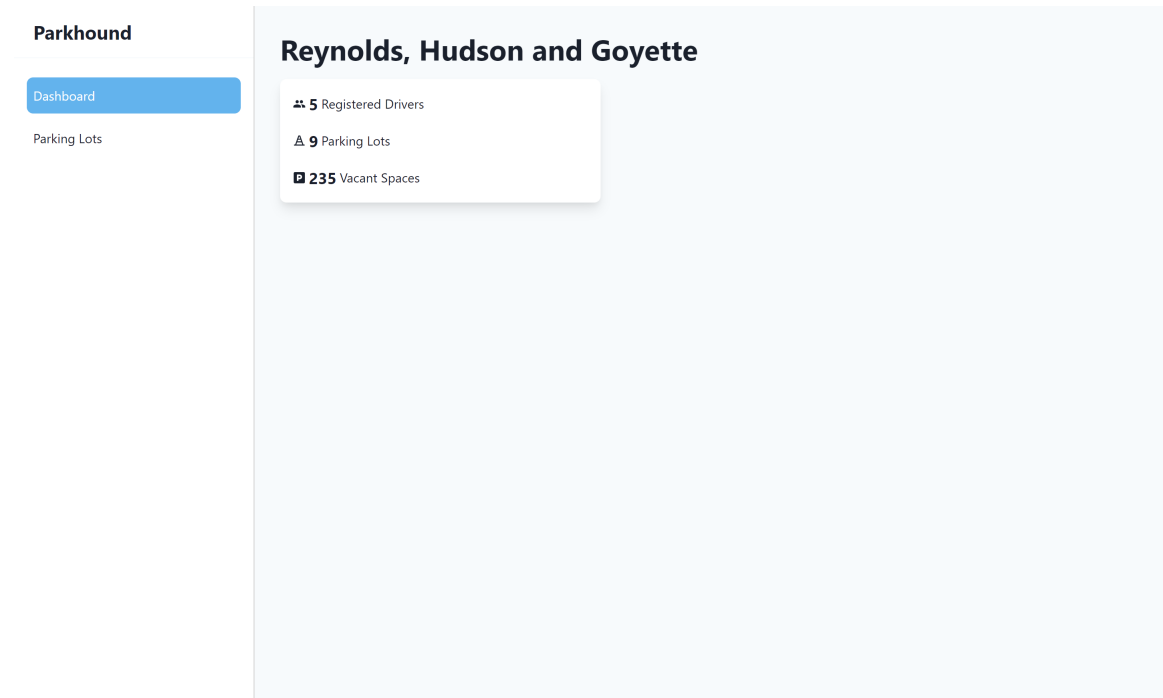 Parkhound
Dashboard
Parking Lots
Reynolds, Hudson and Goyette
5 Registered Drivers
9 Parking Lots
P 235 Vacant Spaces